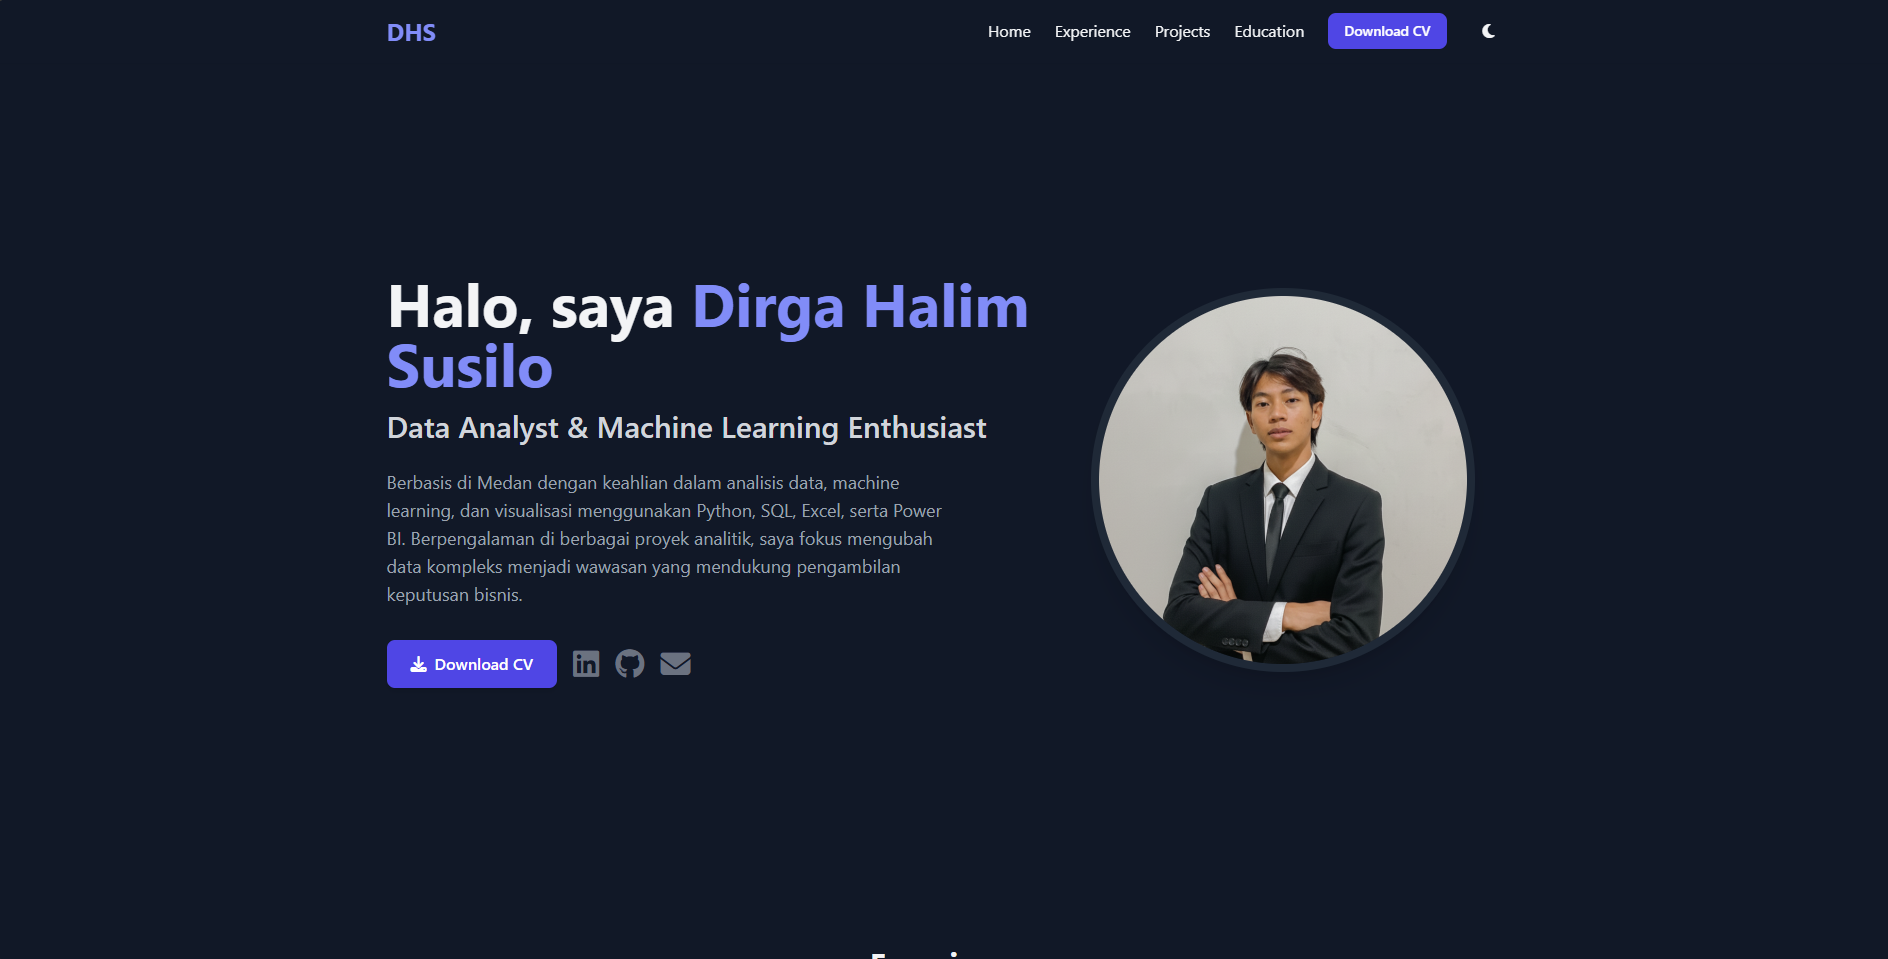 DHS
Home Experience Projects Education Download CV
Halo, saya Dirga Halim
Susilo
Data Analyst & Machine Learning Enthusiast
Berbasis di Medan dengan keahlian dalam analisis data, machine
learning, dan visualisasi menggunakan Python, SQL, Excel, serta Power
BI. Berpengalaman di berbagai proyek analitik, saya fokus mengubah
data kompleks menjadi wawasan yang mendukung pengambilan
keputusan bisnis.
Download CV
in